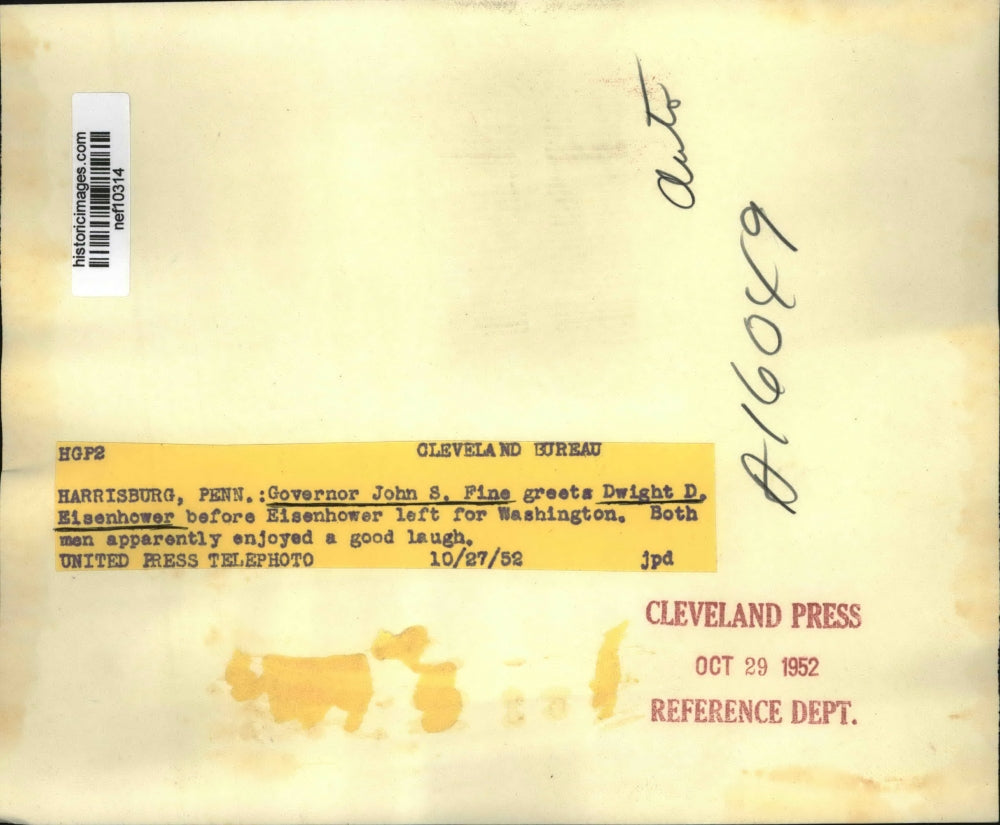 historicimages.com
nef10314
auto
A16049
HGP2 CLEVELAND BUREAU
HARRISBURG, PENN.:Governor John S. Fine greets Dwight D.
Eisenhower before Eisenhower left for Washington. Both
men apparently enjoyed a good laugh.
UNITED PRESS TELEPHOTO 10/27/52 jpd
CLEVELAND PRESS
OCT 29 1952
REFERENCE DEPT.